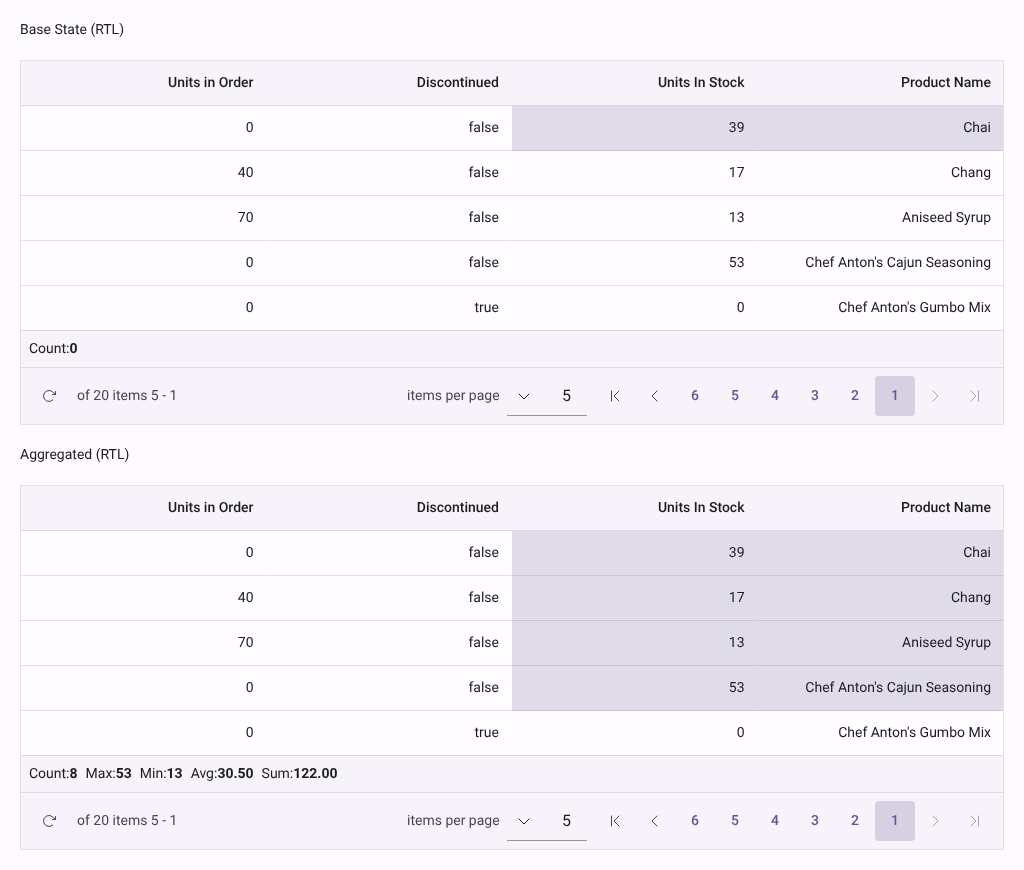 Base State (RTL)
Units in Order Discontinued Units In Stock Product Name
0 false 39 Chai
40 false 17 Chang
70 false 13 Aniseed Syrup
0 false 53 Chef Anton's Cajun Seasoning
0 true 0 Chef Anton's Gumbo Mix
Count:0
of 20 items 5 - 1 items per page 5 6 5 4 3 2 1
Aggregated (RTL)
Units in Order Discontinued Units In Stock Product Name
0 false 39 Chai
40 false 17 Chang
70 false 13 Aniseed Syrup
0 false 53 Chef Anton's Cajun Seasoning
0 true 0 Chef Anton's Gumbo Mix
Count:8 Max:53 Min:13 Avg:30.50 Sum:122.00
of 20 items 5 - 1 items per page 5 6 5 4 3 2 1